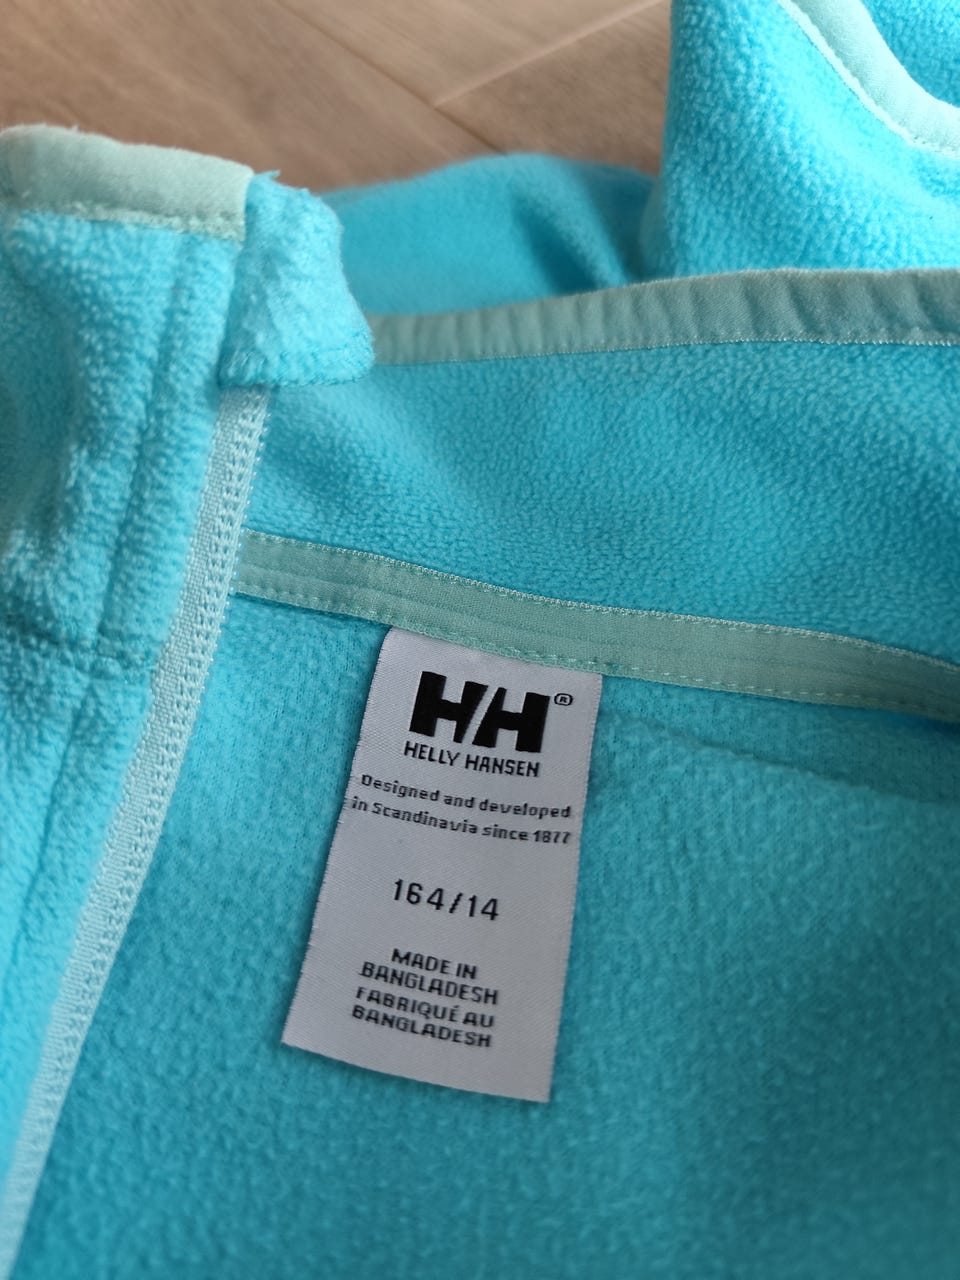 HH®
HELLY HANSEN
Designed and developed
in Scandinavia since 1877
164/14
MADE IN
BANGLADESH
FABRIQUÉ AU
BANGLADESH